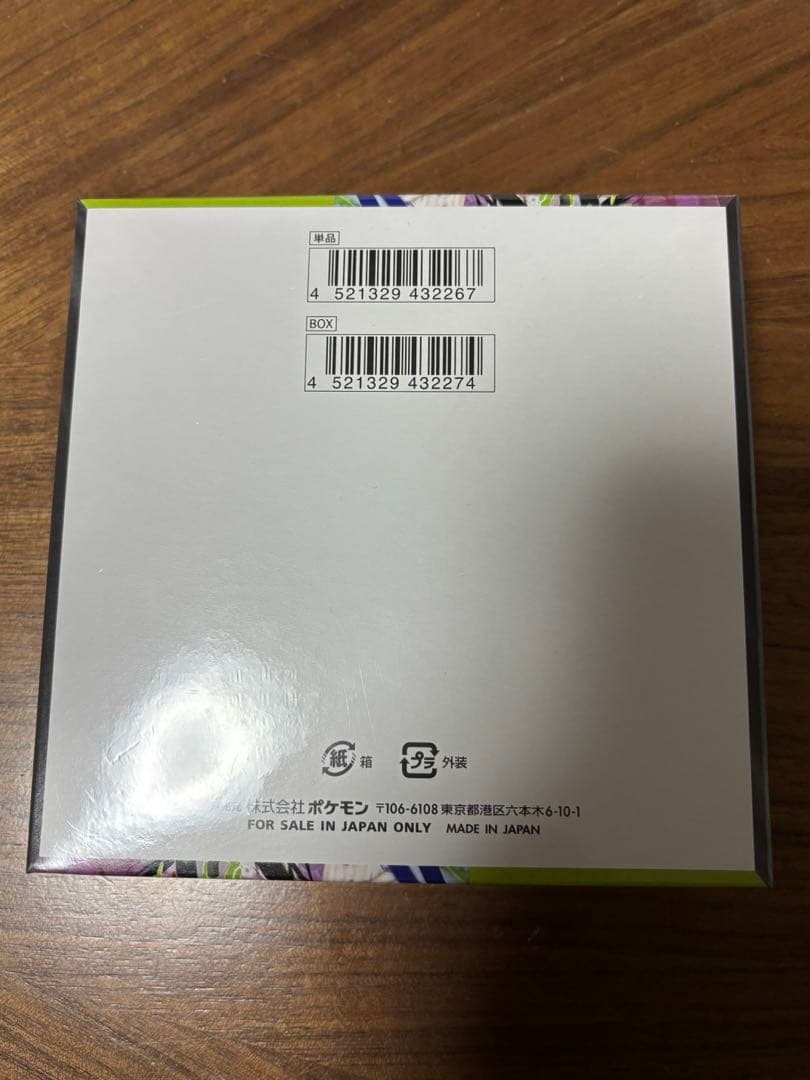 単品
4 521329 432267
BOX
4 521329 432274
紙 箱 プラ 外装
株式会社 ポケモン 〒106-6108 東京都港区六本木6-10-1
FOR SALE IN JAPAN ONLY MADE IN JAPAN